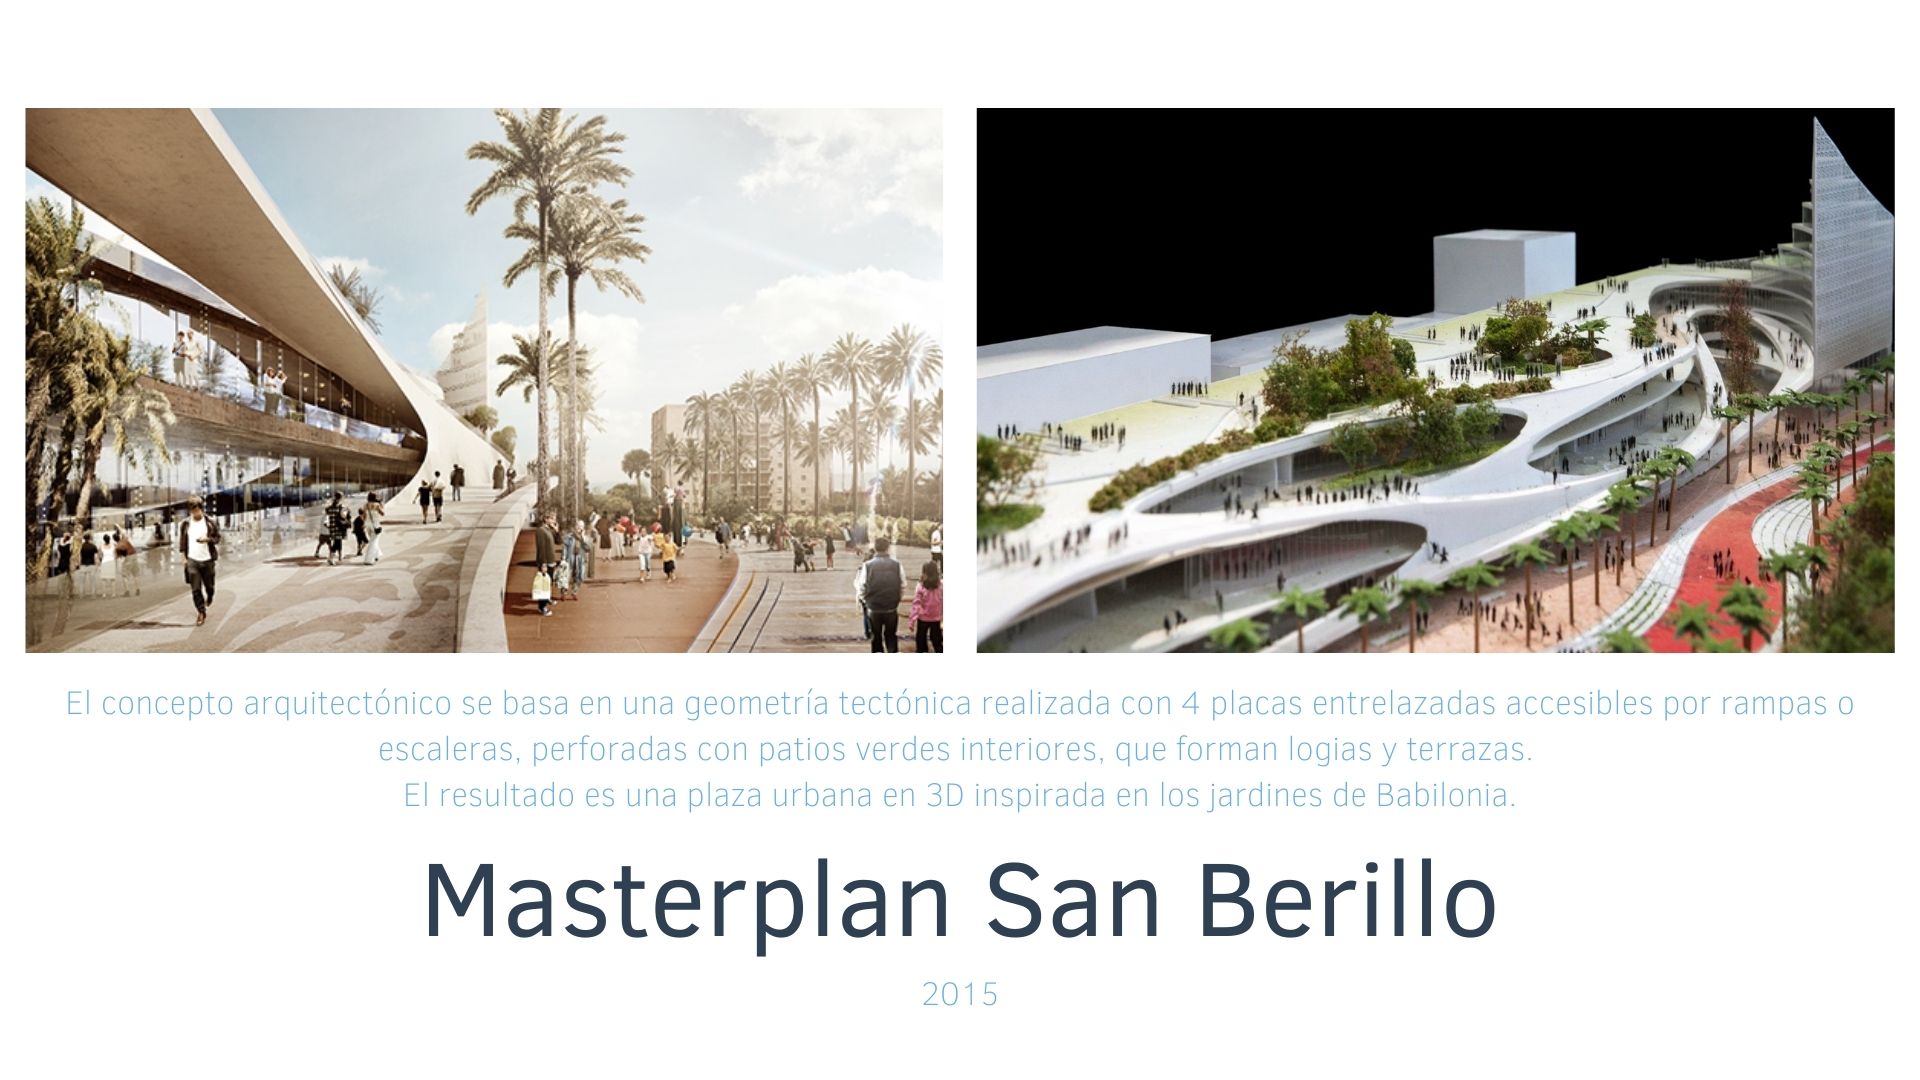 El concepto arquitectónico se basa en una geometría tectónica realizada con 4 placas entrelazadas accesibles por rampas o
escaleras, perforadas con patios verdes interiores, que forman logias y terrazas.
El resultado es una plaza urbana en 3D inspirada en los jardines de Babilonia.
Masterplan San Berillo
2015